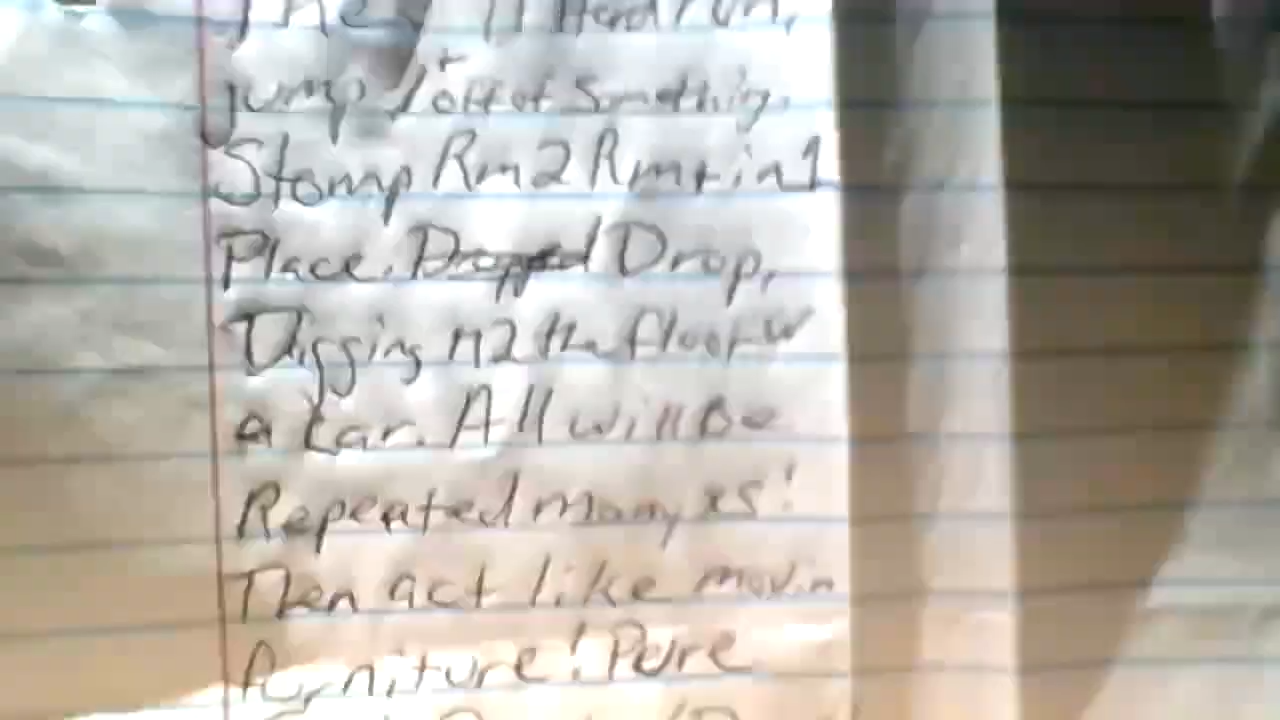 jump / + off of Something.
Stomp Rm 2 Rm + in 1
Place. Dropped Drop,
Digging n2 the floor w
a car. All will Be
Repeated many xs!
Then act like movin
furniture! Pure